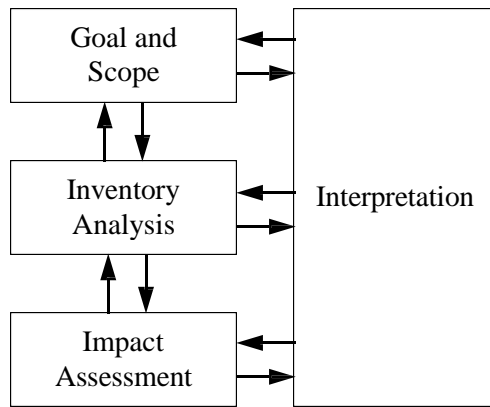 Goal and
Scope
Inventory
Analysis
Interpretation
Impact
Assessment